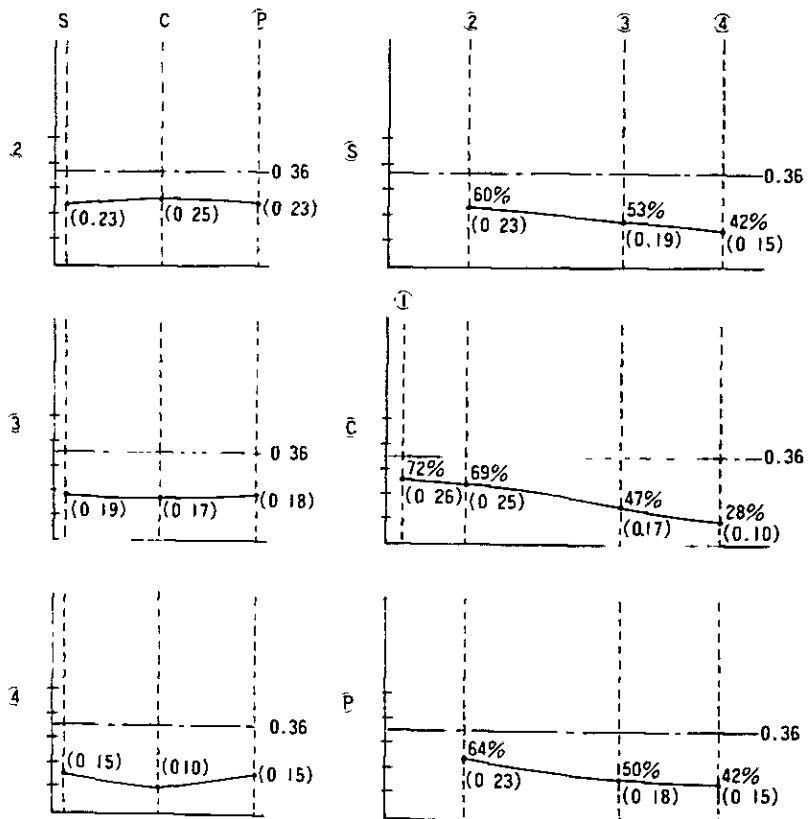 S C Ⓟ
2
0 36
(0.23) (0 25) (0 23)
② ③ ④
S
0.36
60% 53% 42%
(0 23) (0.19) (0 15)
3
0 36
(0 19) (0 17) (0 18)
①
C
0.36
72% 69% 47% 28%
(0 26) (0 25) (0.17) (0.10)
4
0.36
(0 15) (010) (0 15)
P
0.36
64% 50% 42%
(0 23) (0 18) (0 15)